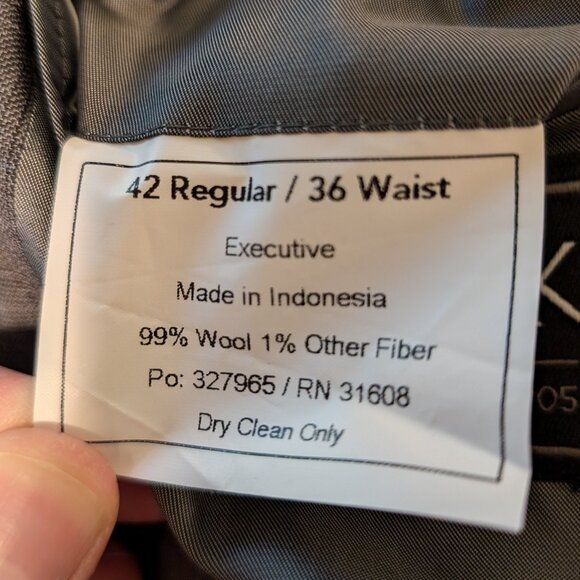 42 Regular / 36 Waist
Executive
Made in Indonesia
99% Wool 1% Other Fiber
Po: 327965 / RN 31608
Dry Clean Only
05